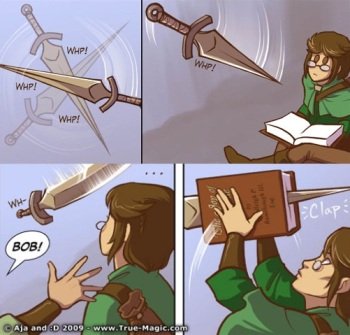 WHP!
WHP!
WHP!
WHP!
WH-
...
BOB!
Clap
© Aja and :D 2009 - www.True-Magic.com